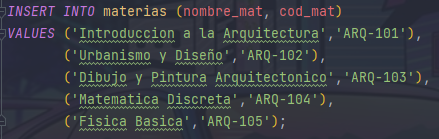 INSERT INTO materias (nombre_mat, cod_mat)
VALUES ('Introduccion a la Arquitectura','ARQ-101'),
('Urbanismo y Diseño','ARQ-102'),
('Dibujo y Pintura Arquitectonico','ARQ-103'),
('Matematica Discreta','ARQ-104'),
('Fisica Basica','ARQ-105');